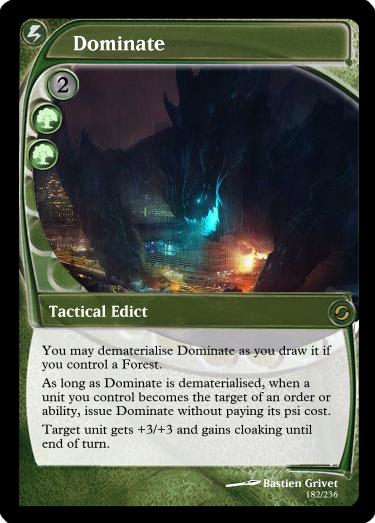 Dominate
2
Tactical Edict
You may dematerialise Dominate as you draw it if
you control a Forest.
As long as Dominate is dematerialised, when a
unit you control becomes the target of an order or
ability, issue Dominate without paying its psi cost.
Target unit gets +3/+3 and gains cloaking until
end of turn.
Bastien Grivet
182/236